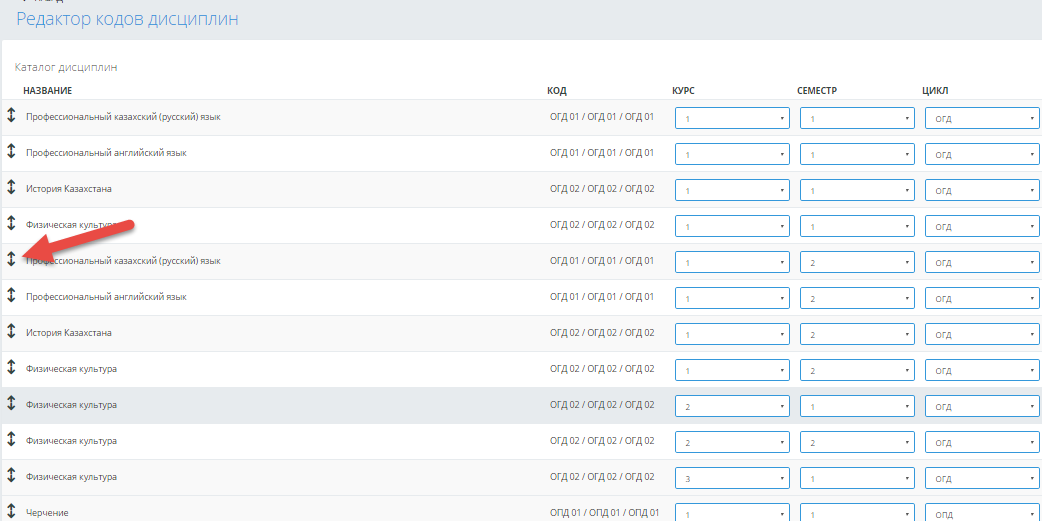 Редактор кодов дисциплин
Каталог дисциплин
НАЗВАНИЕ КОД КУРС СЕМЕСТР ЦИКЛ
Профессиональный казахский (русский) язык ОГД 01 / ОГД 01 / ОГД 01 1 1 ОГД
Профессиональный английский язык ОГД 01 / ОГД 01 / ОГД 01 1 1 ОГД
История Казахстана ОГД 02 / ОГД 02 / ОГД 02 1 1 ОГД
Физическая культура ОГД 02 / ОГД 02 / ОГД 02 1 1 ОГД
Профессиональный казахский (русский) язык ОГД 01 / ОГД 01 / ОГД 01 1 2 ОГД
Профессиональный английский язык ОГД 01 / ОГД 01 / ОГД 01 1 2 ОГД
История Казахстана ОГД 02 / ОГД 02 / ОГД 02 1 2 ОГД
Физическая культура ОГД 02 / ОГД 02 / ОГД 02 1 2 ОГД
Физическая культура ОГД 02 / ОГД 02 / ОГД 02 2 1 ОГД
Физическая культура ОГД 02 / ОГД 02 / ОГД 02 2 2 ОГД
Физическая культура ОГД 02 / ОГД 02 / ОГД 02 3 1 ОГД
Черчение ОПД 01 / ОПД 01 / ОПД 01 1 1 ОПД